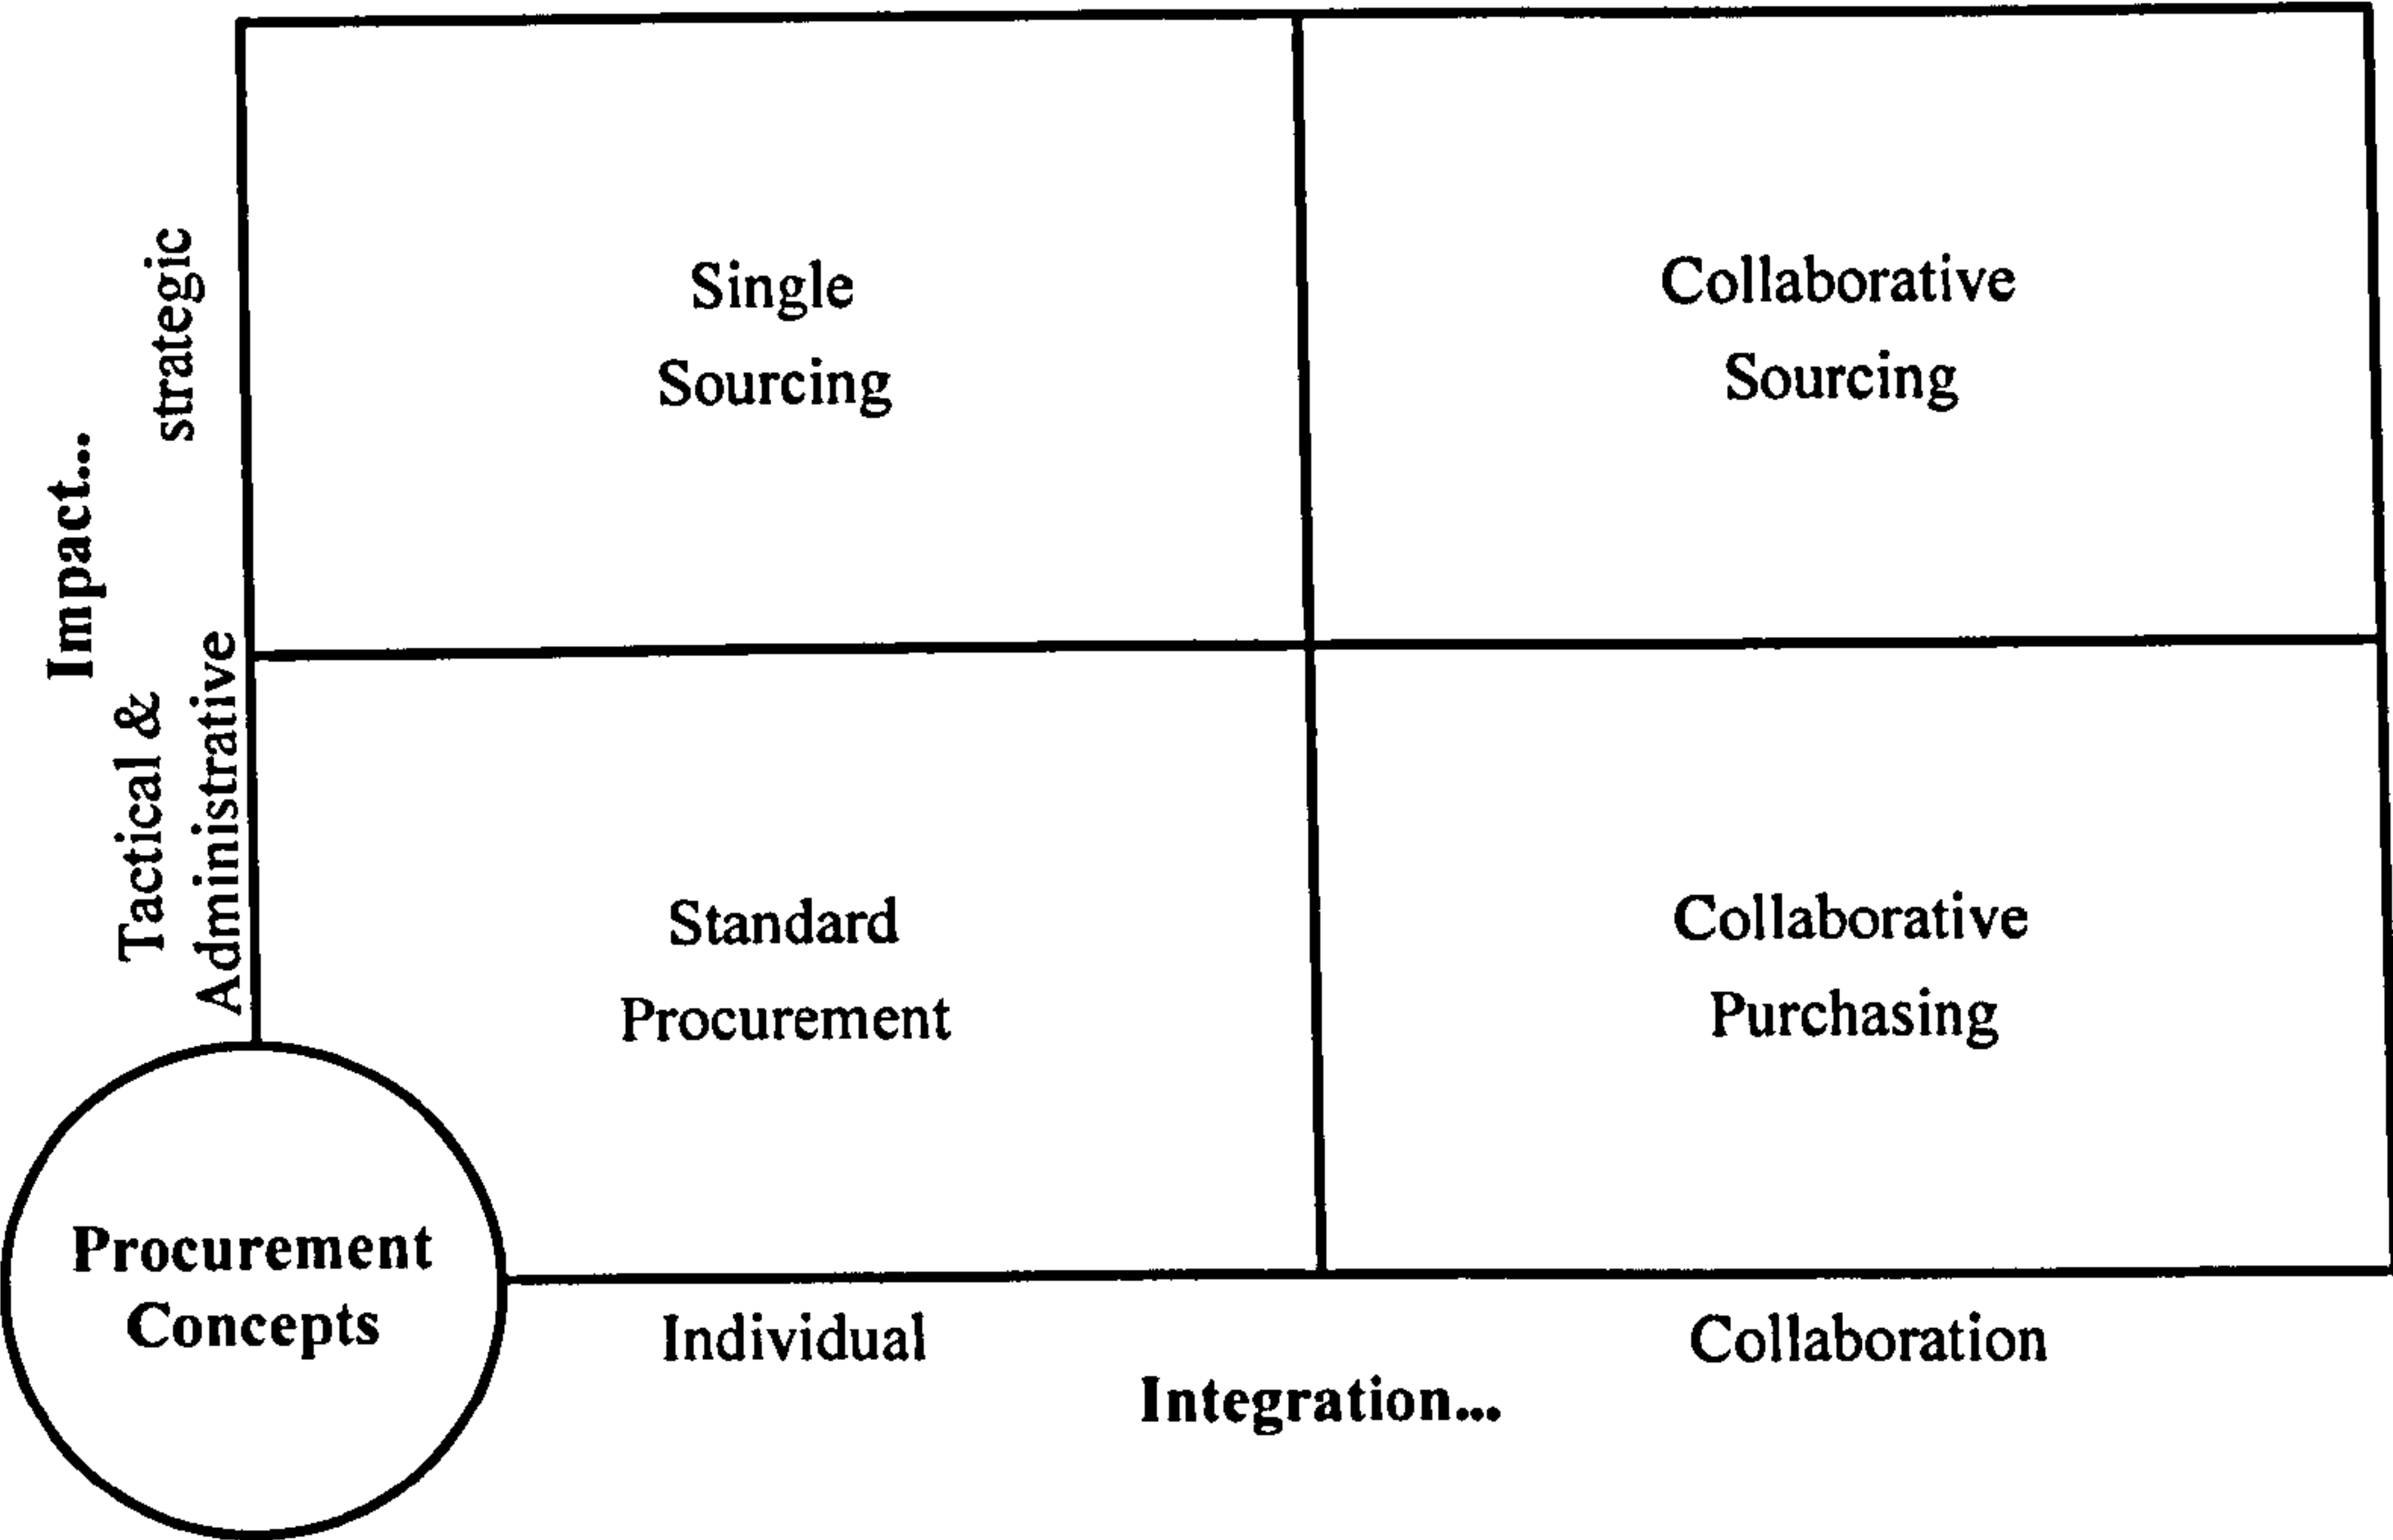 Impact...
strategic
Tactical &
Administrative
Single
Sourcing
Collaborative
Sourcing
Standard
Procurement
Collaborative
Purchasing
Procurement
Concepts
Individual
Collaboration
Integration...